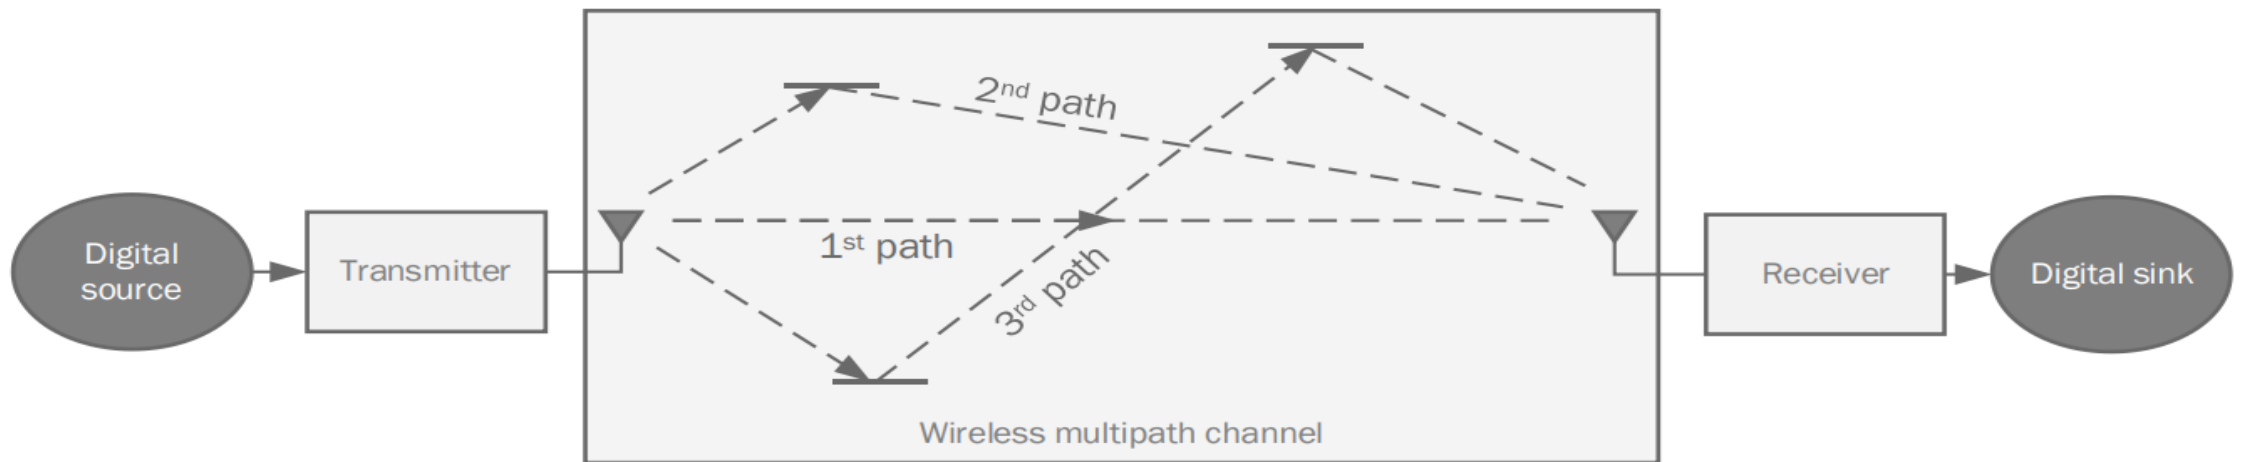 Digital
source
Transmitter
2nd path
1st path
3rd path
Wireless multipath channel
Receiver
Digital sink